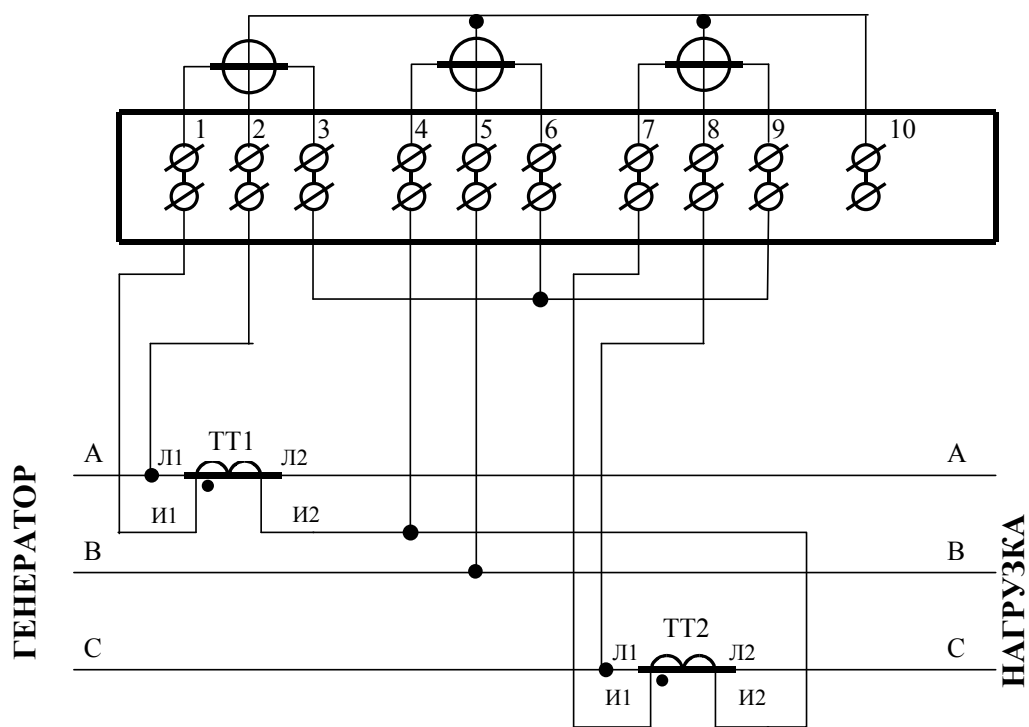 1 2 3 4 5 6 7 8 9 10
ГЕНЕРАТОР
НАГРУЗКА
А Л1 ТТ1 Л2 А
И1 И2
В В
С Л1 ТТ2 Л2 С
И1 И2